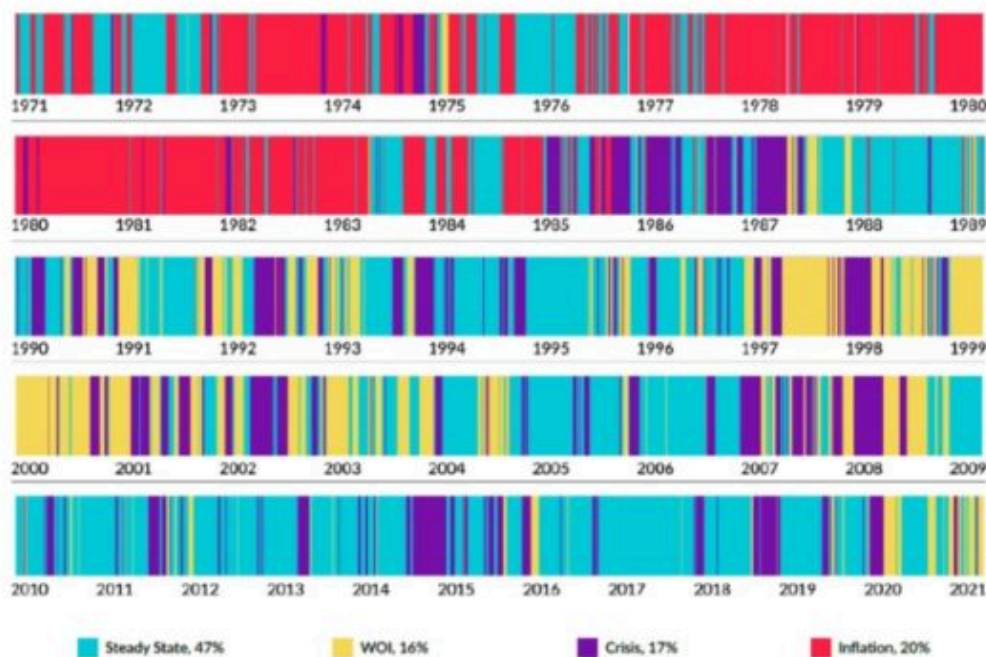 1971 1972 1973 1974 1975 1976 1977 1978 1979 1980
1980 1981 1982 1983 1984 1985 1986 1987 1988 1989
1990 1991 1992 1993 1994 1995 1996 1997 1998 1999
2000 2001 2002 2003 2004 2005 2006 2007 2008 2009
2010 2011 2012 2013 2014 2015 2016 2017 2018 2019 2020 2021
Steady State, 47% WOI, 16% Crisis, 17% Inflation, 20%